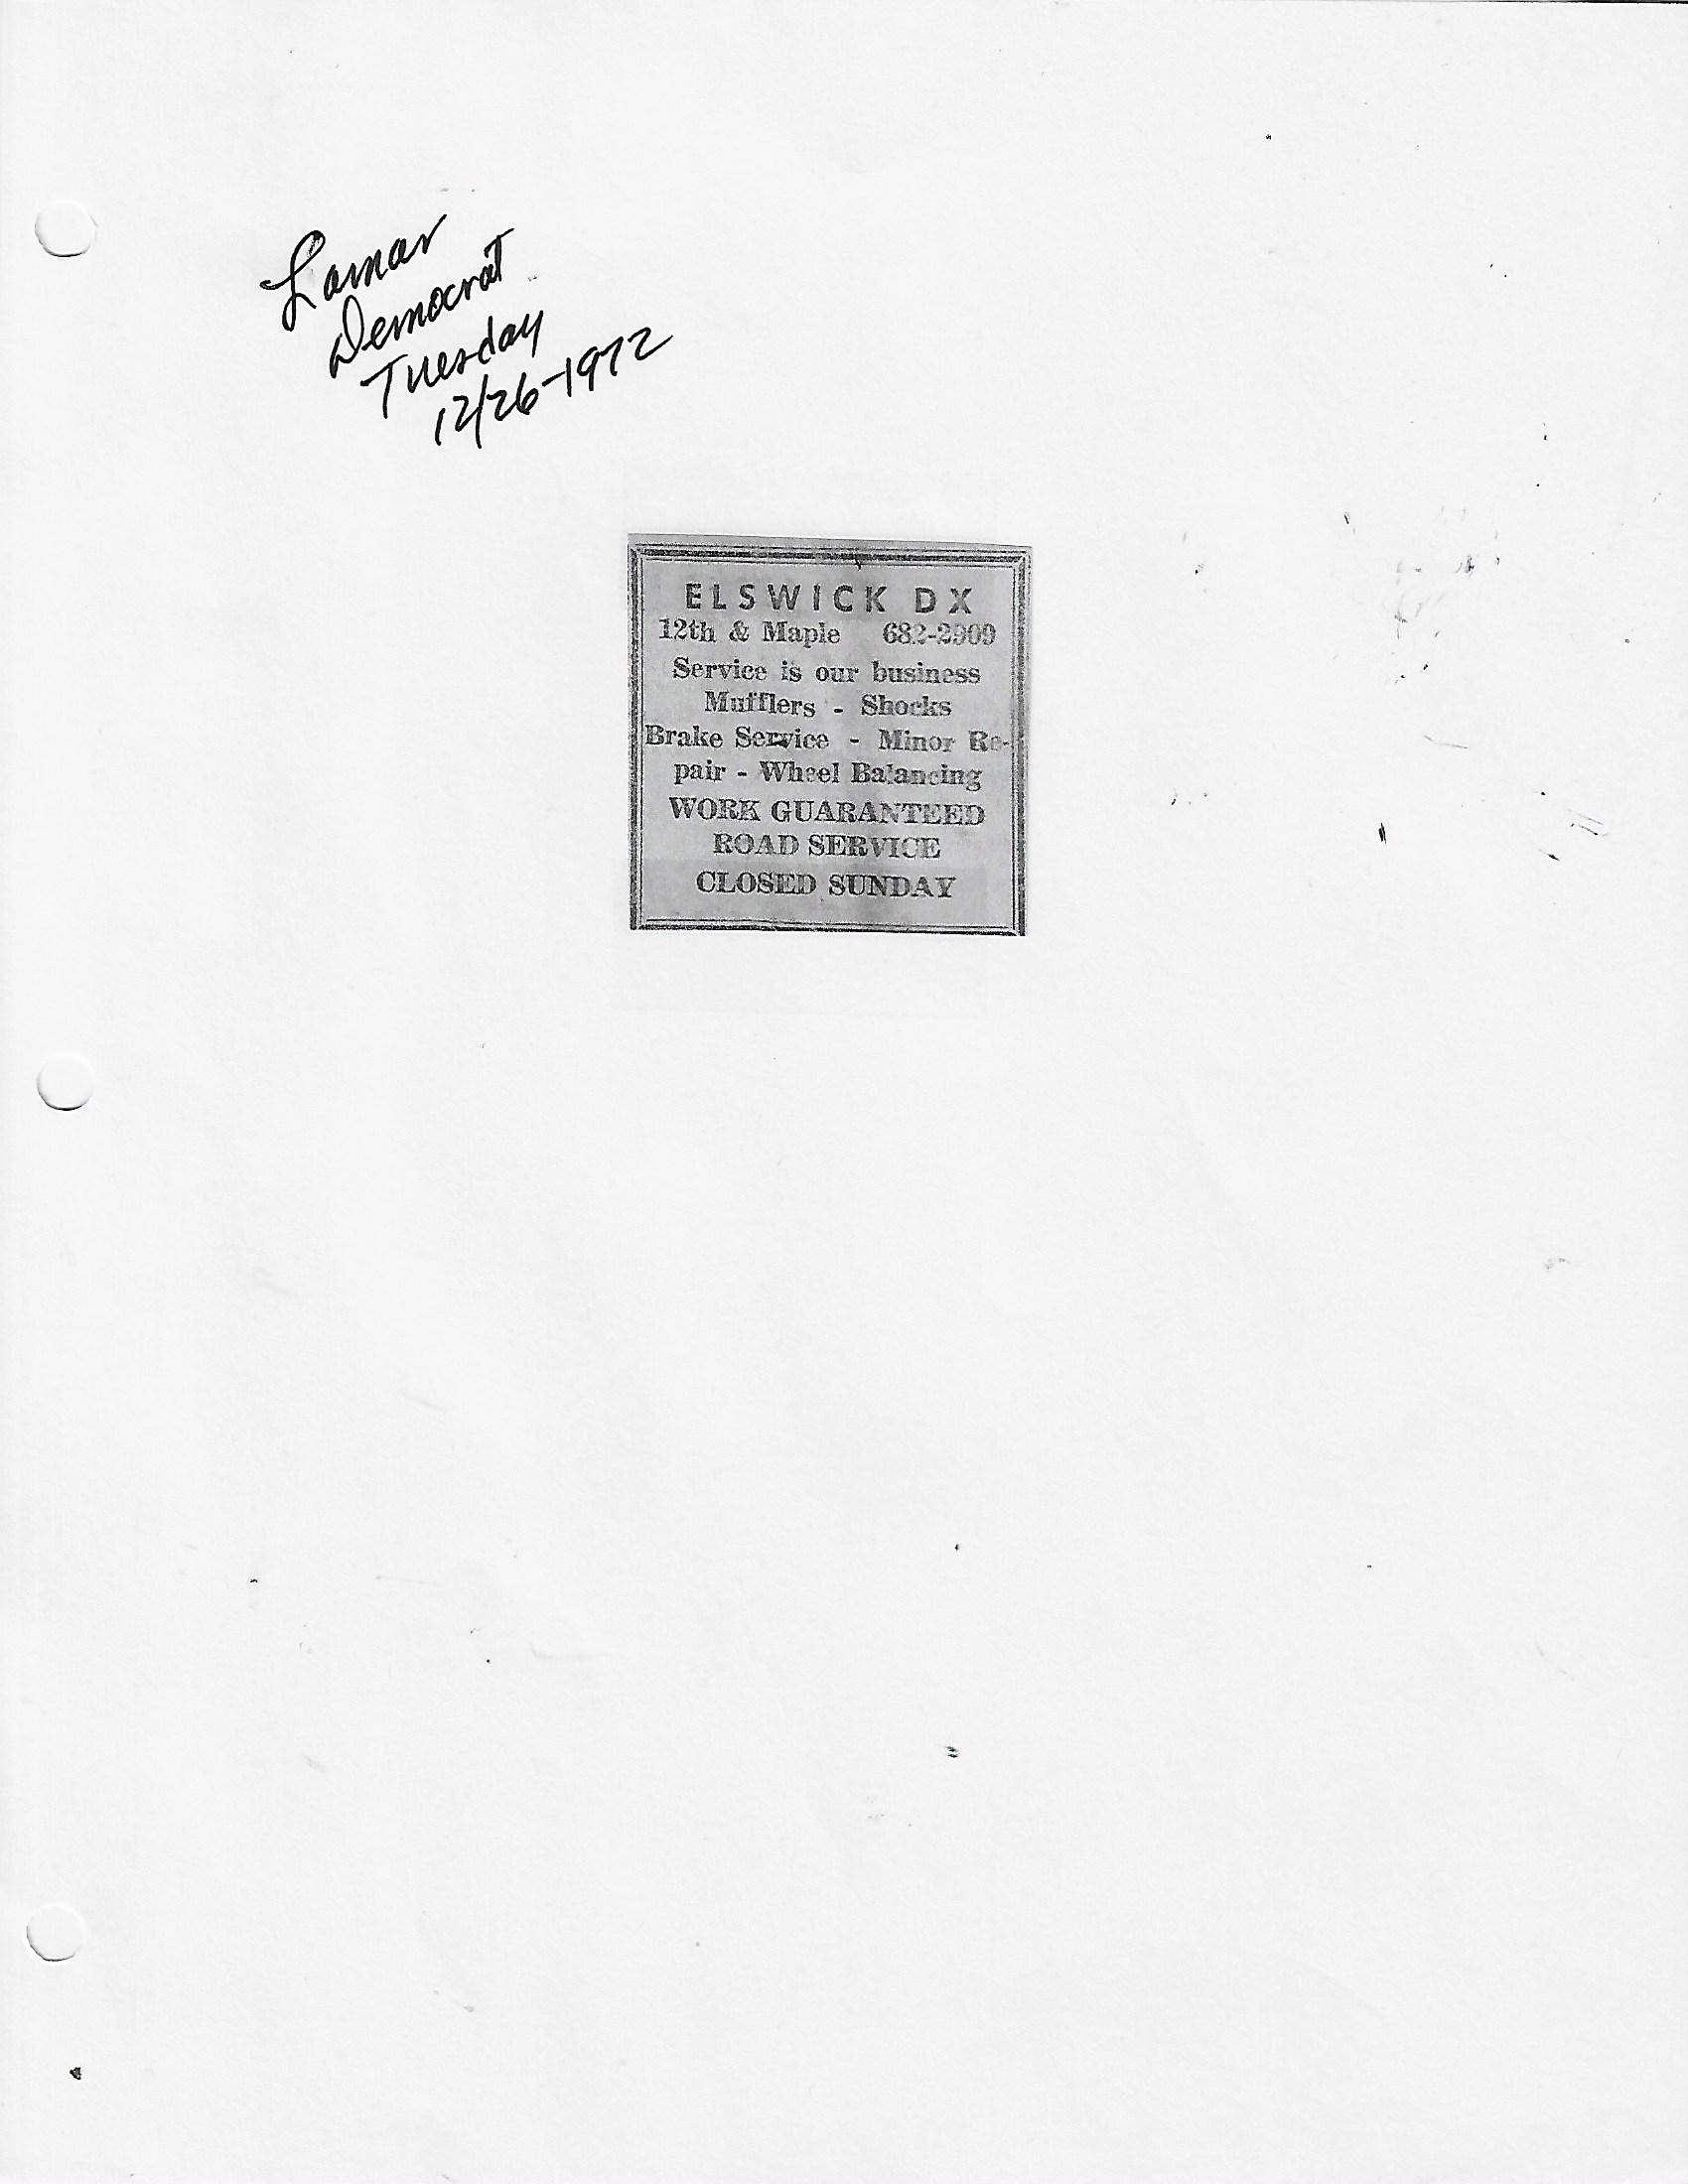 Lamar
Democrat
Tuesday
12/26-1972
ELSWICK DX
12th & Maple 682-2909
Service is our business
Mufflers - Shocks
Brake Service - Minor Re-
pair - Wheel Balancing
WORK GUARANTEED
ROAD SERVICE
CLOSED SUNDAY